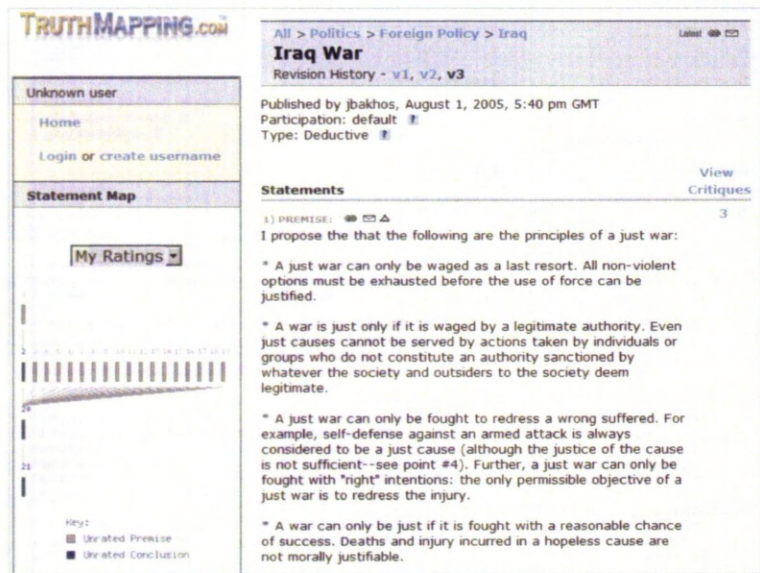 TRUTHMAPPING.COM
Unknown user
Home
Login or create username
Statement Map
My Ratings
2
21
Key:
Unrated Premise
Unrated Conclusion
All > Politics > Foreign Policy > Iraq
Iraq War
Revision History - v1, v2, v3
Published by jbakhos, August 1, 2005, 5:40 pm GMT
Participation: default
Type: Deductive
View
Statements Critiques
1) PREMISE:
3
I propose the that the following are the principles of a just war:
* A just war can only be waged as a last resort. All non-violent
options must be exhausted before the use of force can be
justified.
* A war is just only if it is waged by a legitimate authority. Even
just causes cannot be served by actions taken by individuals or
groups who do not constitute an authority sanctioned by
whatever the society and outsiders to the society deem
legitimate.
* A just war can only be fought to redress a wrong suffered. For
example, self-defense against an armed attack is always
considered to be a just cause (although the justice of the cause
is not sufficient--see point #4). Further, a just war can only be
fought with "right" intentions: the only permissible objective of a
just war is to redress the injury.
* A war can only be just if it is fought with a reasonable chance
of success. Deaths and injury incurred in a hopeless cause are
not morally justifiable.